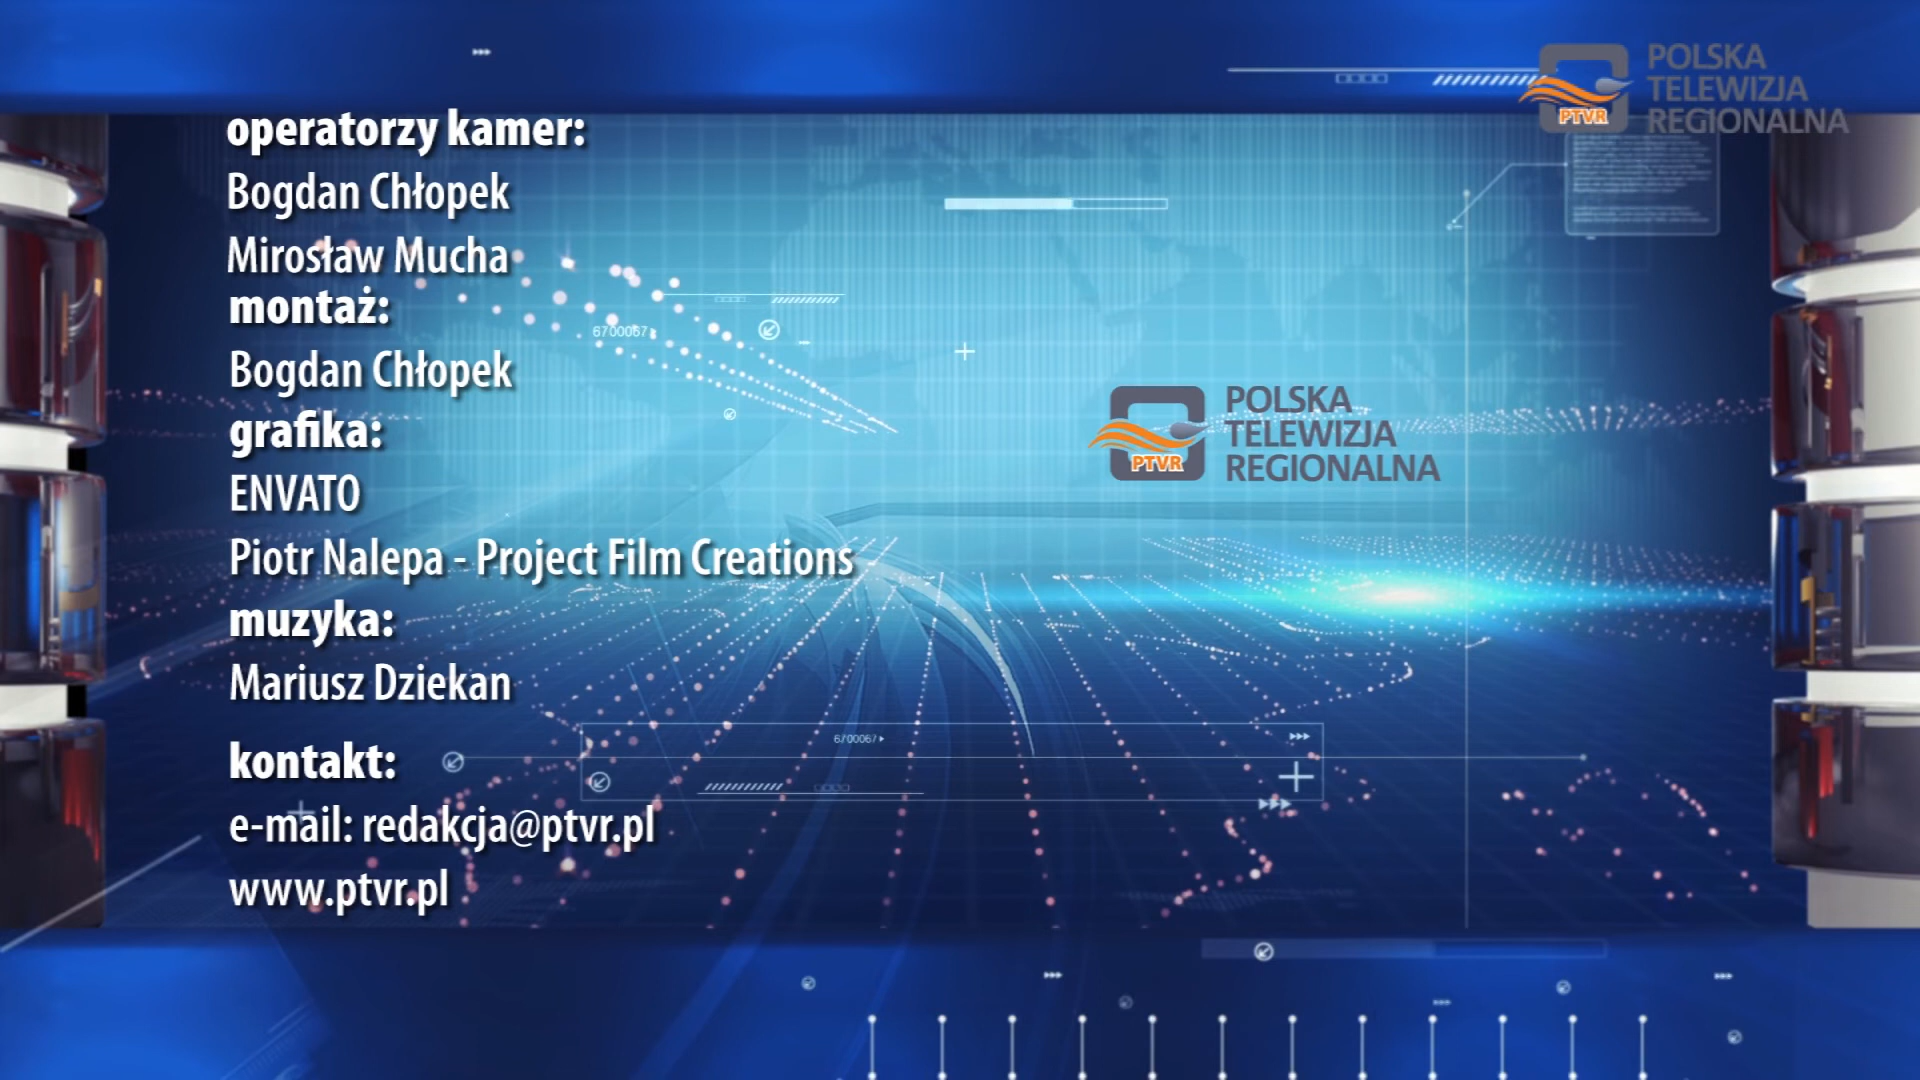 POLSKA
TELEWIZJA
REGIONALNA
PTVR
operatorzy kamer:
Bogdan Chłopek
Mirosław Mucha
montaż:
Bogdan Chłopek
grafika:
ENVATO
Piotr Nalepa - Project Film Creations
muzyka:
Mariusz Dziekan
kontakt:
e-mail: redakcja@ptvr.pl
www.ptvr.pl
POLSKA
TELEWIZJA
REGIONALNA
PTVR
6700067
6700067